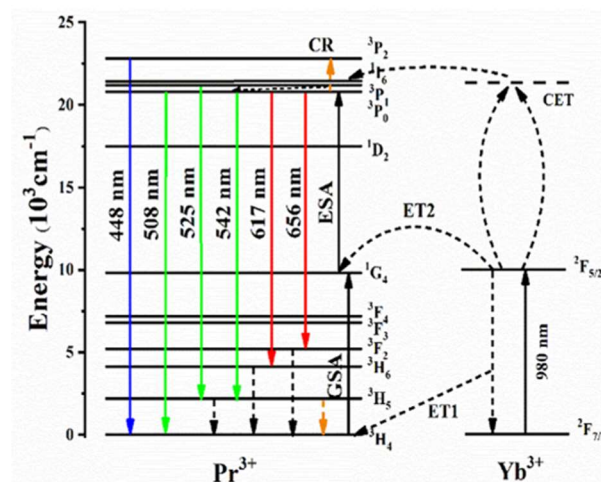 Energy (10³cm⁻¹)
25
20
15
10
5
0
CR
³P₂
¹I₆
³P₁
³P₀
¹D₂
¹G₄
³F₄
³F₃
³F₂
³H₆
³H₅
³H₄
448 nm
508 nm
525 nm
542 nm
617 nm
656 nm
ESA
GSA
ET2
ET1
CET
²F₅/₂
980 nm
²F₇/
Pr³⁺
Yb³⁺